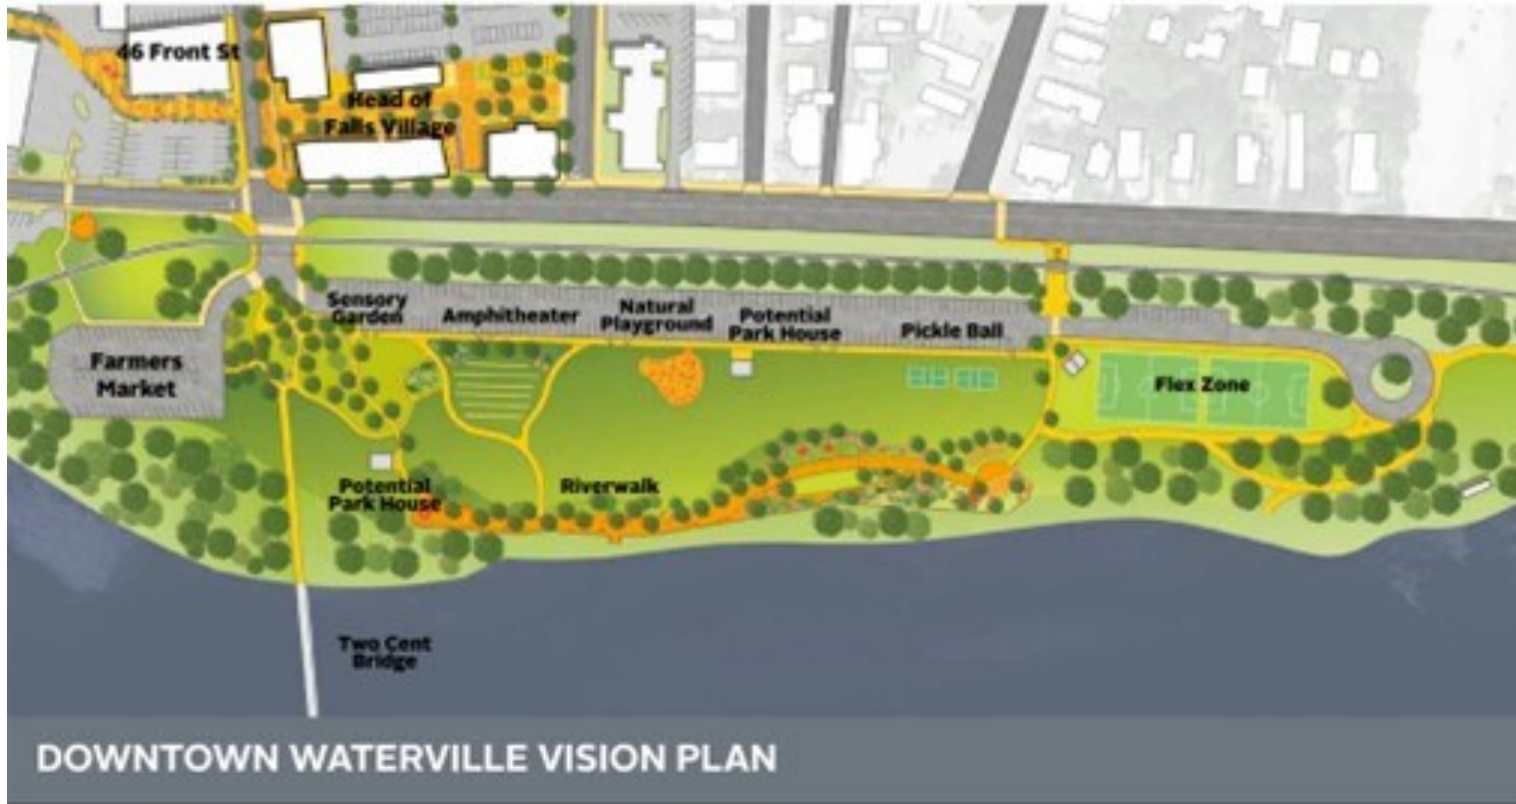 46 Front St
Head of
Falls Village
Sensory
Garden
Amphitheater
Natural
Playground
Potential
Park House
Pickle Ball
Farmers
Market
Flex Zone
Potential
Park House
Riverwalk
Two Cent
Bridge
DOWNTOWN WATERVILLE VISION PLAN